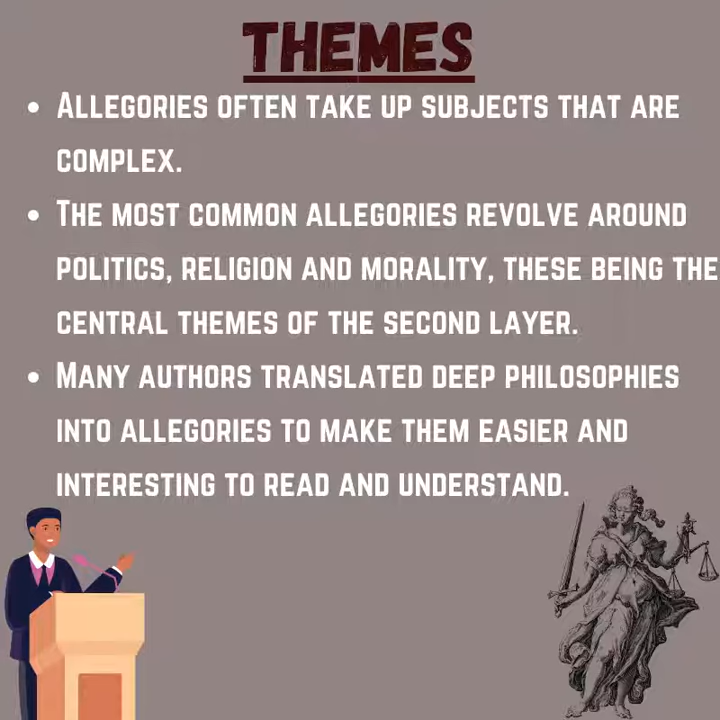 THEMES
• ALLEGORIES OFTEN TAKE UP SUBJECTS THAT ARE
COMPLEX.
• THE MOST COMMON ALLEGORIES REVOLVE AROUND
POLITICS, RELIGION AND MORALITY, THESE BEING THE
CENTRAL THEMES OF THE SECOND LAYER.
• MANY AUTHORS TRANSLATED DEEP PHILOSOPHIES
INTO ALLEGORIES TO MAKE THEM EASIER AND
INTERESTING TO READ AND UNDERSTAND.